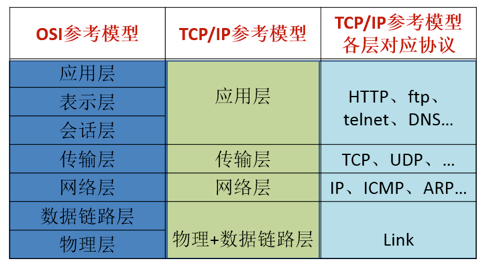 OSI参考模型 TCP/IP参考模型 TCP/IP参考模型
各层对应协议
应用层
表示层
会话层
应用层
HTTP、ftp、
telnet、DNS...
传输层 传输层 TCP、UDP、...
网络层 网络层 IP、ICMP、ARP...
数据链路层
物理层
物理+数据链路层
Link